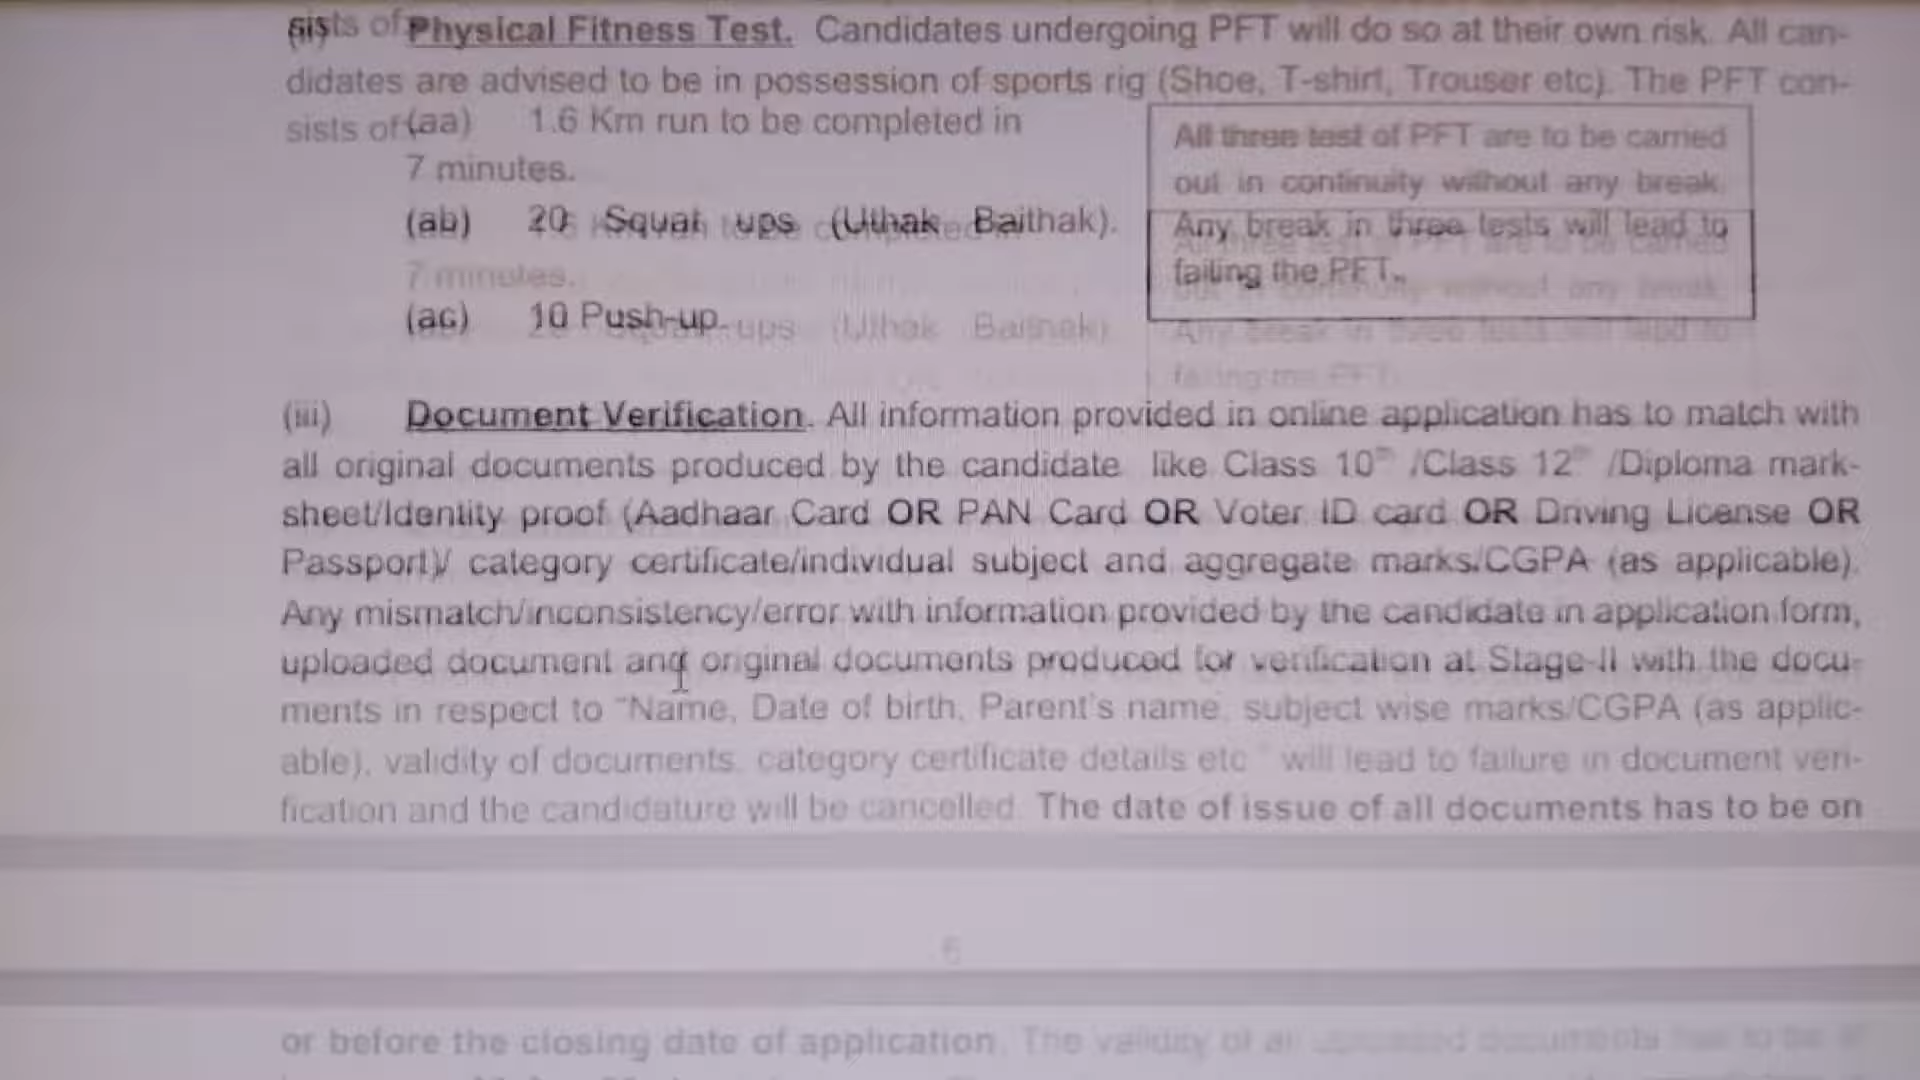 (ii) Physical Fitness Test. Candidates undergoing PFT will do so at their own risk. All can-
didates are advised to be in possession of sports rig (Shoe, T-shirt, Trouser etc). The PFT con-
sists of
(aa) 1.6 Km run to be completed in
7 minutes.
(ab) 20 Squat ups (Uthak Baithak).
(ac) 10 Push-up.
All three test of PFT are to be carried
out in continuity without any break.
Any break in three tests will lead to
failing the PFT.
(iii) Document Verification. All information provided in online application has to match with
all original documents produced by the candidate like Class 10th /Class 12th /Diploma mark-
sheet/Identity proof (Aadhaar Card OR PAN Card OR Voter ID card OR Driving License OR
Passport)/ category certificate/individual subject and aggregate marks/CGPA (as applicable).
Any mismatch/inconsistency/error with information provided by the candidate in application form,
uploaded document and original documents produced for verification at Stage-II with the docu-
ments in respect to “Name, Date of birth, Parent's name, subject wise marks/CGPA (as applic-
able), validity of documents, category certificate details etc” will lead to failure in document veri-
fication and the candidature will be cancelled. The date of issue of all documents has to be on
6
or before the closing date of application. The validity of all uploaded documents has to be